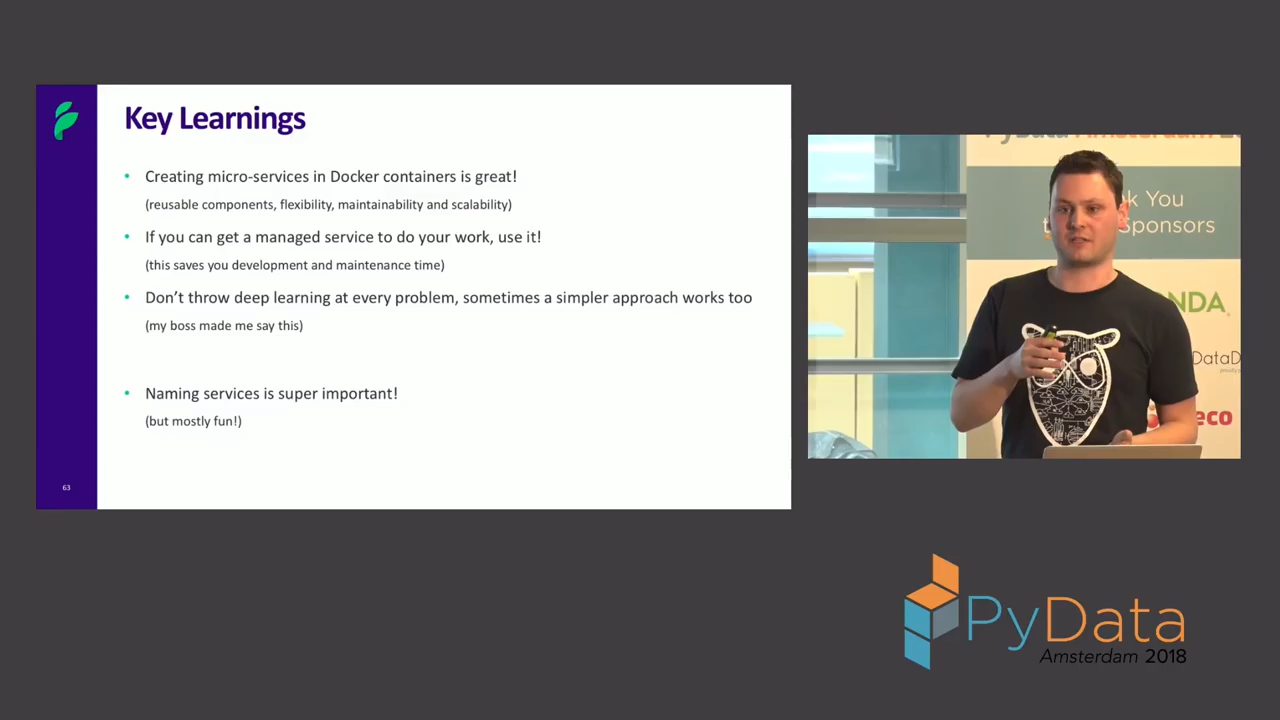 Key Learnings
• Creating micro-services in Docker containers is great!
(reusable components, flexibility, maintainability and scalability)
• If you can get a managed service to do your work, use it!
(this saves you development and maintenance time)
• Don’t throw deep learning at every problem, sometimes a simpler approach works too
(my boss made me say this)
• Naming services is super important!
(but mostly fun!)
63
You
Sponsors
PyData
Amsterdam 2018